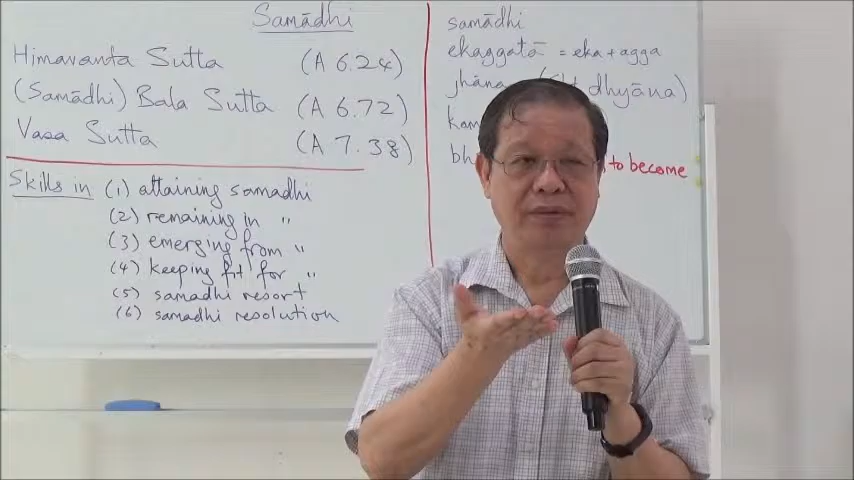 Samādhi
Himavanta Sutta (A 6.24)
(Samādhi) Bala Sutta (A 6.72)
Vasa Sutta (A 7.38)
Skills in (1) attaining samadhi
(2) remaining in "
(3) emerging from "
(4) keeping fit for "
(5) samadhi resort
(6) samadhi resolution
samādhi
ekaggatā = eka + agga
jhāna dhyāna)
to become